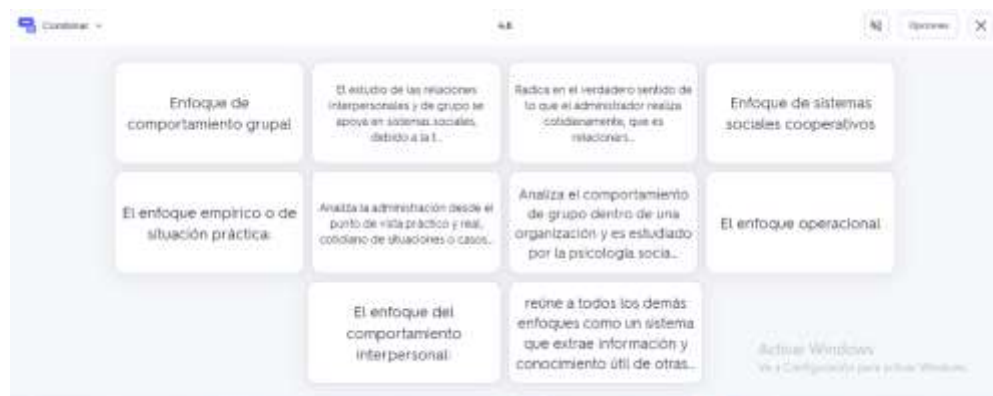 Combinar
4.6
Opciones
Enfoque de
comportamiento grupal
El estudio de las relaciones
interpersonales y de grupo se
apoya en sistemas sociales,
debido a la t...
Radica en el verdadero sentido de
lo que el administrador realiza
cotidianamente, que es
relacionars...
Enfoque de sistemas
sociales cooperativos
El enfoque empírico o de
situación práctica:
Analiza la administración desde el
punto de vista práctico y real,
cotidiano de situaciones o casos...
Analiza el comportamiento
de grupo dentro de una
organización y es estudiado
por la psicología socia...
El enfoque operacional
El enfoque del
comportamiento
interpersonal:
reúne a todos los demás
enfoques como un sistema
que extrae información y
conocimiento útil de otras...
Activar Windows
Ve a Configuración para activar Windows.